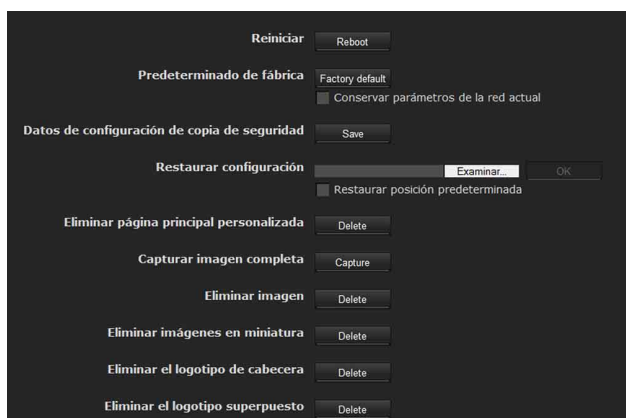 Reiniciar Reboot
Predeterminado de fábrica Factory default
Conservar parámetros de la red actual
Datos de configuración de copia de seguridad Save
Restaurar configuración Examinar... OK
Restaurar posición predeterminada
Eliminar página principal personalizada Delete
Capturar imagen completa Capture
Eliminar imagen Delete
Eliminar imágenes en miniatura Delete
Eliminar el logotipo de cabecera Delete
Eliminar el logotipo superpuesto Delete